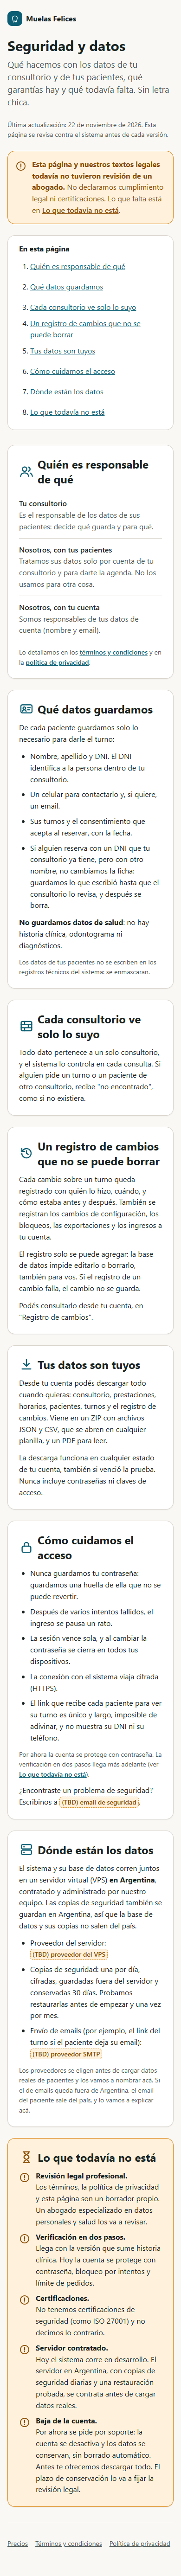 Muelas Felices
Seguridad y datos
Qué hacemos con los datos de tu
consultorio y de tus pacientes, qué
garantías hay y qué todavía falta. Sin letra
chica.
Última actualización: 22 de noviembre de 2026. Esta
página se revisa contra el sistema antes de cada versión.
Esta página y nuestros textos legales
todavía no tuvieron revisión de un
abogado. No declaramos cumplimiento
legal ni certificaciones. Lo que falta está
en Lo que todavía no está.
En esta página
1. Quién es responsable de qué
2. Qué datos guardamos
3. Cada consultorio ve solo lo suyo
4. Un registro de cambios que no se
puede borrar
5. Tus datos son tuyos
6. Cómo cuidamos el acceso
7. Dónde están los datos
8. Lo que todavía no está
Quién es responsable
de qué
Tu consultorio
Es el responsable de los datos de sus
pacientes: decide qué guarda y para qué.
Nosotros, con tus pacientes
Tratamos sus datos solo por cuenta de tu
consultorio y para darte la agenda. No los
usamos para otra cosa.
Nosotros, con tu cuenta
Somos responsables de tus datos de
cuenta (nombre y email).
Lo detallamos en los términos y condiciones y en
la política de privacidad.
Qué datos guardamos
De cada paciente guardamos solo lo
necesario para darle el turno:
• Nombre, apellido y DNI. El DNI
identifica a la persona dentro de tu
consultorio.
• Un celular para contactarlo y, si quiere,
un email.
• Sus turnos y el consentimiento que
acepta al reservar, con la fecha.
• Si alguien reserva con un DNI que tu
consultorio ya tiene, pero con otro
nombre, no cambiamos la ficha:
guardamos lo que escribió hasta que el
consultorio lo revisa, y después se
borra.
No guardamos datos de salud: no hay
historia clínica, odontograma ni
diagnósticos.
Los datos de tus pacientes no se escriben en los
registros técnicos del sistema: se enmascaran.
Cada consultorio ve
solo lo suyo
Todo dato pertenece a un solo consultorio,
y el sistema lo controla en cada consulta. Si
alguien pide un turno o un paciente de
otro consultorio, recibe "no encontrado",
como si no existiera.
Un registro de cambios
que no se puede borrar
Cada cambio sobre un turno queda
registrado con quién lo hizo, cuándo, y
cómo estaba antes y después. También se
registran los cambios de configuración, los
bloqueos, las exportaciones y los ingresos a
tu cuenta.
El registro solo se puede agregar: la base
de datos impide editarlo o borrarlo,
también para vos. Si el registro de un
cambio falla, el cambio no se guarda.
Podés consultarlo desde tu cuenta, en
"Registro de cambios".
Tus datos son tuyos
Desde tu cuenta podés descargar todo
cuando quieras: consultorio, prestaciones,
horarios, pacientes, turnos y el registro de
cambios. Viene en un ZIP con archivos
JSON y CSV, que se abren en cualquier
planilla, y un PDF para leer.
La descarga funciona en cualquier estado
de tu cuenta, también si venció la prueba.
Nunca incluye contraseñas ni claves de
acceso.
Cómo cuidamos el
acceso
• Nunca guardamos tu contraseña:
guardamos una huella de ella que no se
puede revertir.
• Después de varios intentos fallidos, el
ingreso se pausa un rato.
• La sesión vence sola, y al cambiar la
contraseña se cierra en todos tus
dispositivos.
• La conexión con el sistema viaja cifrada
(HTTPS).
• El link que recibe cada paciente para ver
su turno es único y largo, imposible de
adivinar, y no muestra su DNI ni su
teléfono.
Por ahora la cuenta se protege con contraseña. La
verificación en dos pasos llega más adelante (ver
Lo que todavía no está).
¿Encontraste un problema de seguridad?
Escribinos a (TBD) email de seguridad.
Dónde están los datos
El sistema y su base de datos corren juntos
en un servidor virtual (VPS) en Argentina,
contratado y administrado por nuestro
equipo. Las copias de seguridad también se
guardan en Argentina, así que la base de
datos y sus copias no salen del país.
• Proveedor del servidor:
(TBD) proveedor del VPS
• Copias de seguridad: una por día,
cifradas, guardadas fuera del servidor y
conservadas 30 días. Probamos
restaurarlas antes de empezar y una vez
por mes.
• Envío de emails (por ejemplo, el link del
turno si el paciente deja su email):
(TBD) proveedor SMTP
Los proveedores se eligen antes de cargar datos
reales de pacientes y los vamos a nombrar acá. Si
el de emails queda fuera de Argentina, el email
del paciente sale del país, y lo vamos a explicar
acá.
Lo que todavía no está
Revisión legal profesional.
Los términos, la política de privacidad
y esta página son un borrador propio.
Un abogado especializado en datos
personales y salud los va a revisar.
Verificación en dos pasos.
Llega con la versión que sume historia
clínica. Hoy la cuenta se protege con
contraseña, bloqueo por intentos y
límite de pedidos.
Certificaciones.
No tenemos certificaciones de
seguridad (como ISO 27001) y no
decimos lo contrario.
Servidor contratado.
Hoy el sistema corre en desarrollo. El
servidor en Argentina, con copias de
seguridad diarias y una restauración
probada, se contrata antes de cargar
datos reales.
Baja de la cuenta.
Por ahora se pide por soporte: la
cuenta se desactiva y los datos se
conservan, sin borrado automático.
Antes te ofrecemos descargar todo. El
plazo de conservación lo va a fijar la
revisión legal.
Precios Términos y condiciones Política de privacidad